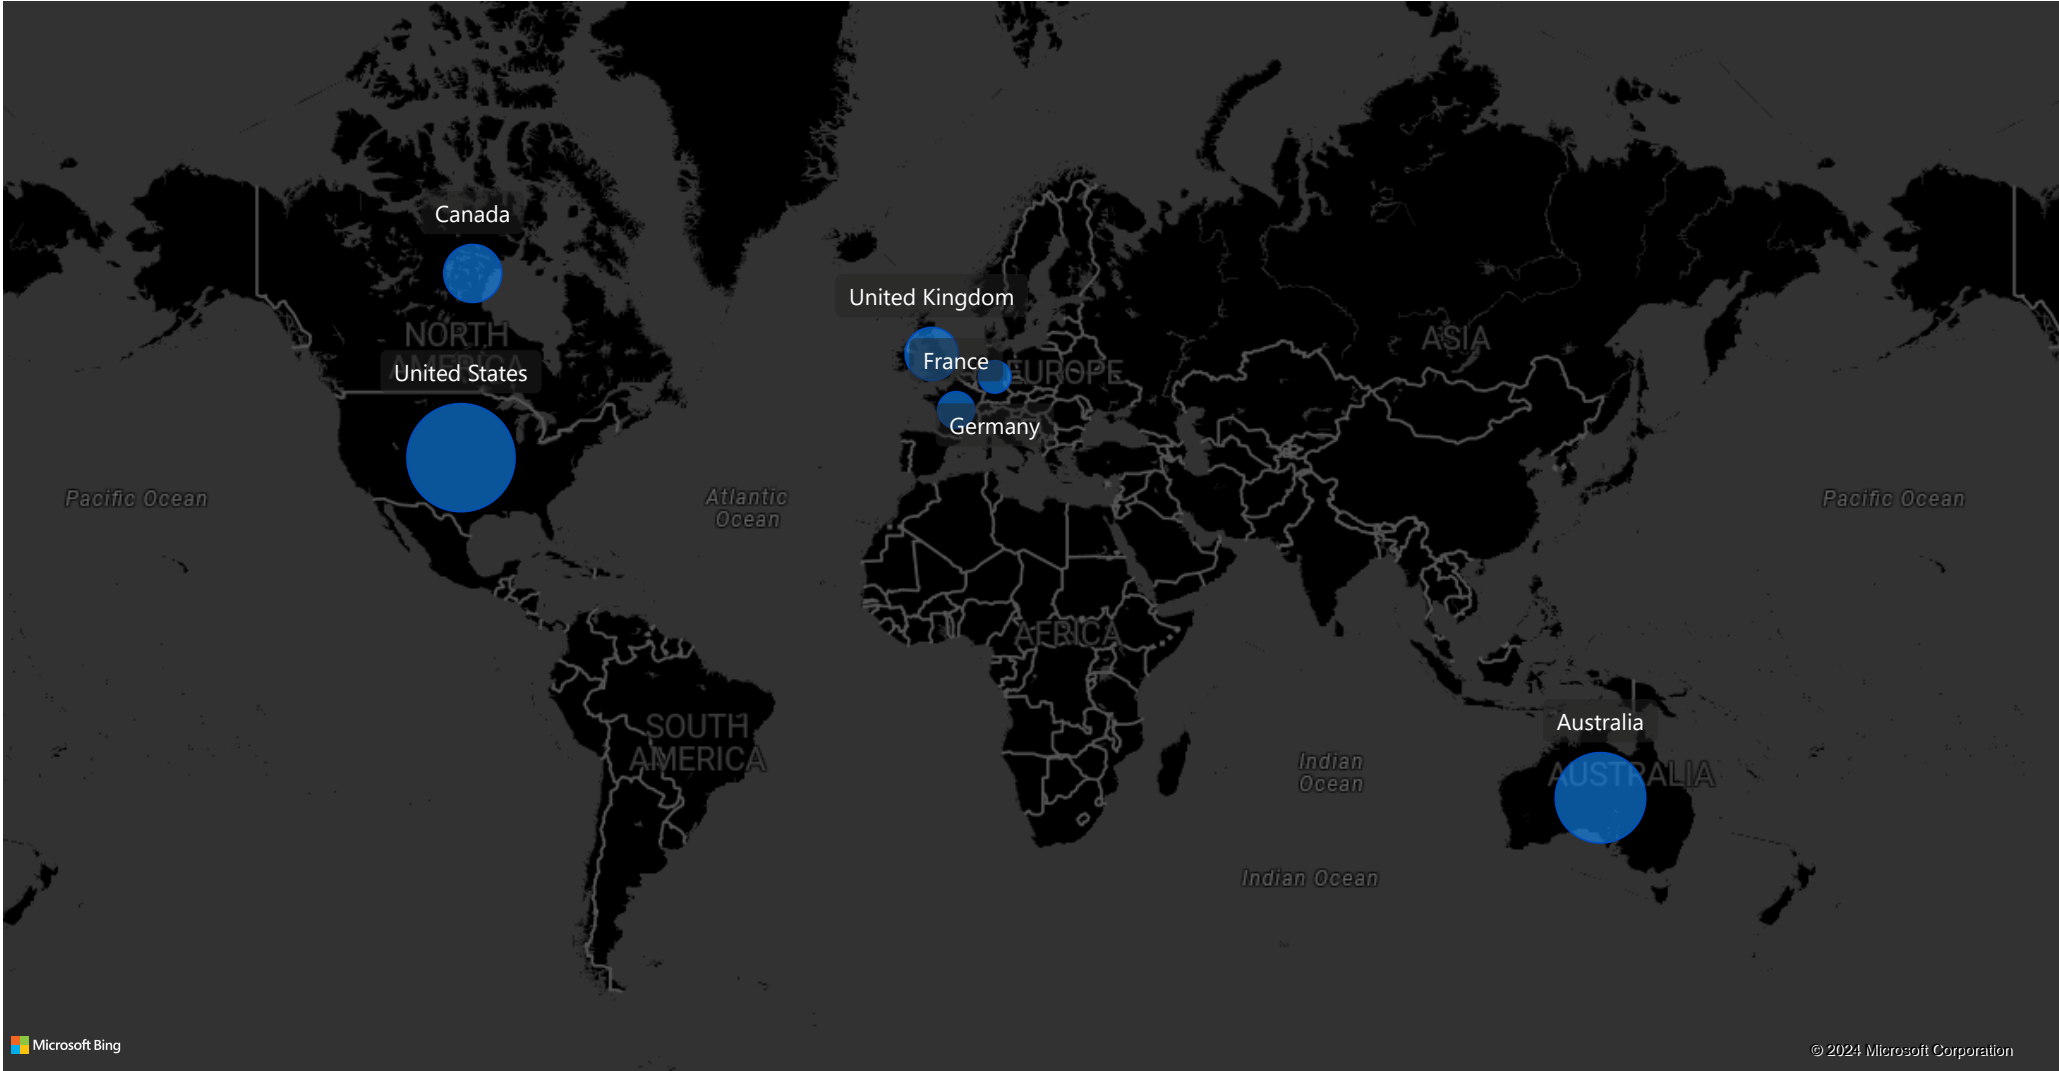 Canada
United Kingdom
NORTH
AMERICA
ASIA
United States
France
EUROPE
Germany
Pacific Ocean
Atlantic
Ocean
Pacific Ocean
AFRICA
SOUTH
AMERICA
Australia
Indian
Ocean
AUSTRALIA
Indian Ocean
Microsoft Bing
© 2024 Microsoft Corporation